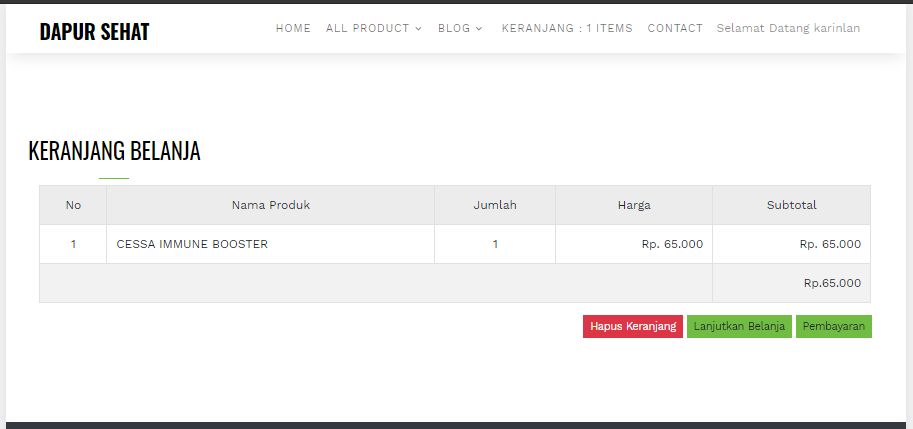 DAPUR SEHAT HOME ALL PRODUCT BLOG KERANJANG : 1 ITEMS CONTACT Selamat Datang karinlan
KERANJANG BELANJA
No Nama Produk Jumlah Harga Subtotal
1 CESSA IMMUNE BOOSTER 1 Rp. 65.000 Rp. 65.000
Rp.65.000
Hapus Keranjang Lanjutkan Belanja Pembayaran